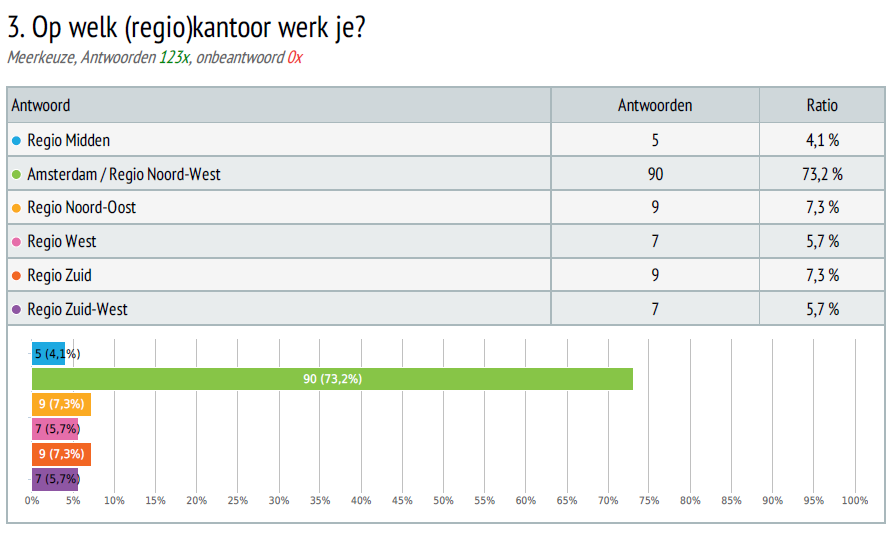 3. Op welk (regio)kantoor werk je?
Meerkeuze, Antwoorden 123x, onbeantwoord 0x
Antwoord Antwoorden Ratio
Regio Midden 5 4,1 %
Amsterdam / Regio Noord-West 90 73,2 %
Regio Noord-Oost 9 7,3 %
Regio West 7 5,7 %
Regio Zuid 9 7,3 %
Regio Zuid-West 7 5,7 %
5 (4,1%)
90 (73,2%)
9 (7,3%)
7 (5,7%)
9 (7,3%)
7 (5,7%)
0% 5% 10% 15% 20% 25% 30% 35% 40% 45% 50% 55% 60% 65% 70% 75% 80% 85% 90% 95% 100%